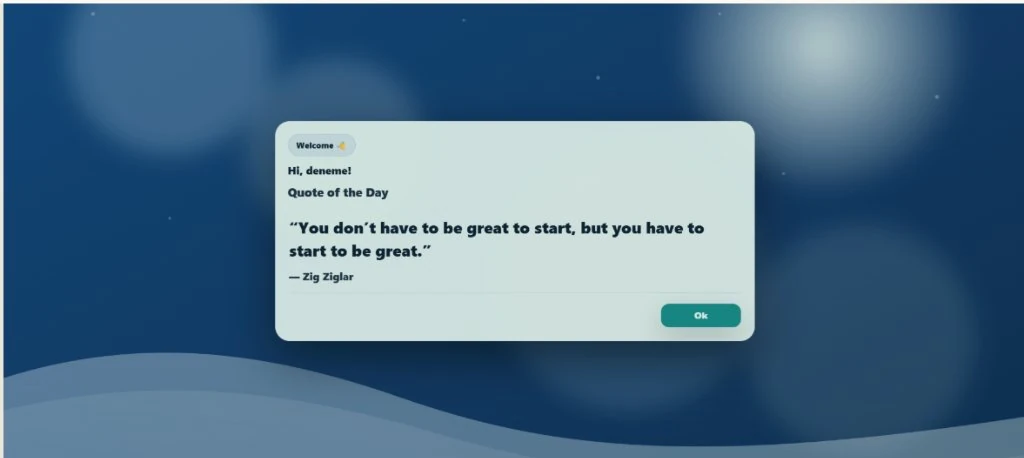 Welcome 👋
Hi, deneme!
Quote of the Day
“You don’t have to be great to start, but you have to
start to be great.”
— Zig Ziglar
Ok